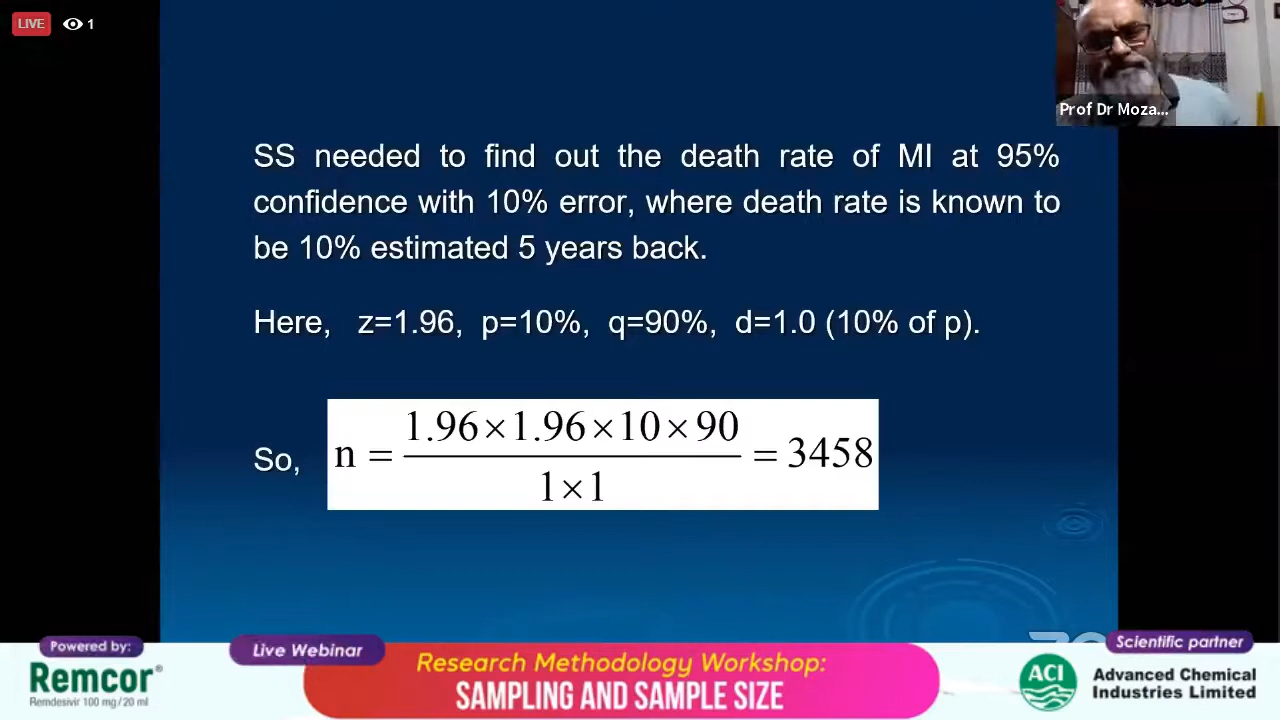 LIVE 1
Prof Dr Moza...
SS needed to find out the death rate of MI at 95%
confidence with 10% error, where death rate is known to
be 10% estimated 5 years back.
Here, z=1.96, p=10%, q=90%, d=1.0 (10% of p).
So, n = 1.96×1.96×10×90 / 1×1 = 3458
Powered by:
Remcor®
Remdesivir 100 mg/20 ml
Live Webinar
Research Methodology Workshop:
SAMPLING AND SAMPLE SIZE
Scientific partner
ACI
Advanced Chemical
Industries Limited